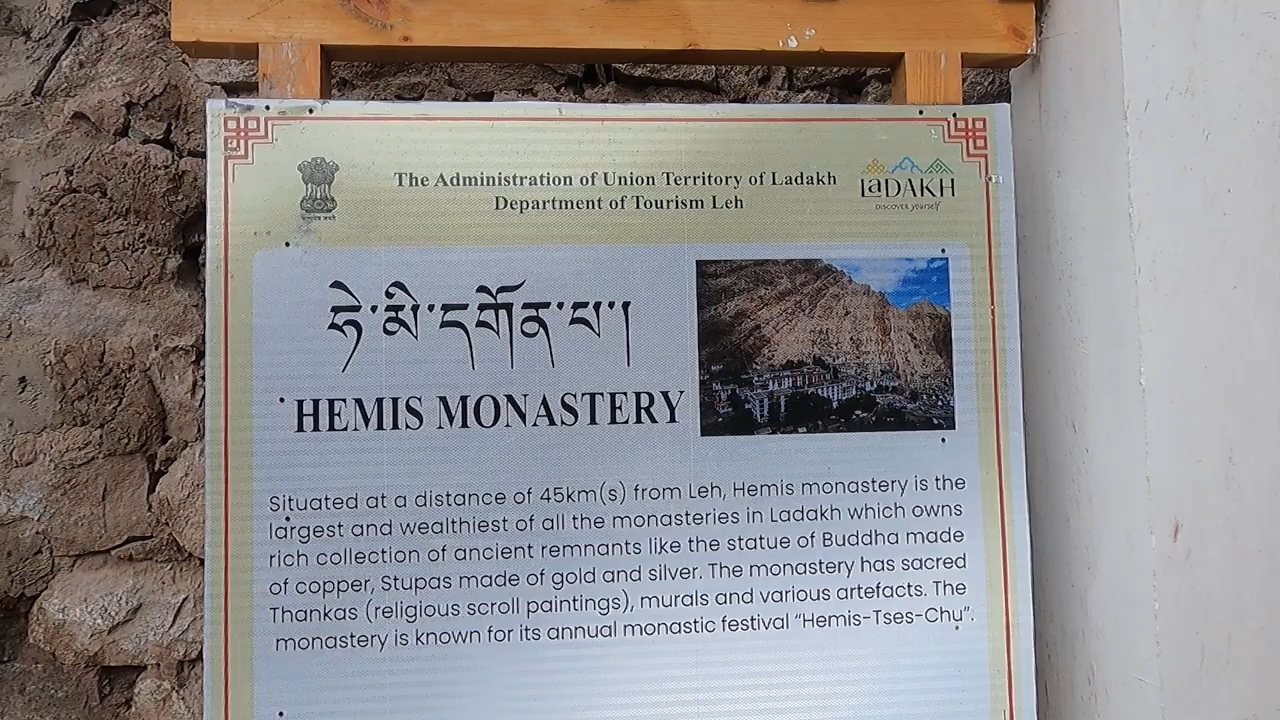 The Administration of Union Territory of Ladakh
Department of Tourism Leh
LaDAKH
DISCOVER yourself
ཧེ་མི་དགོན་པ་།
HEMIS MONASTERY
Situated at a distance of 45km(s) from Leh, Hemis monastery is the
largest and wealthiest of all the monasteries in Ladakh which owns
rich collection of ancient remnants like the statue of Buddha made
of copper, Stupas made of gold and silver. The monastery has sacred
Thankas (religious scroll paintings), murals and various artefacts. The
monastery is known for its annual monastic festival “Hemis-Tses-Chu”.